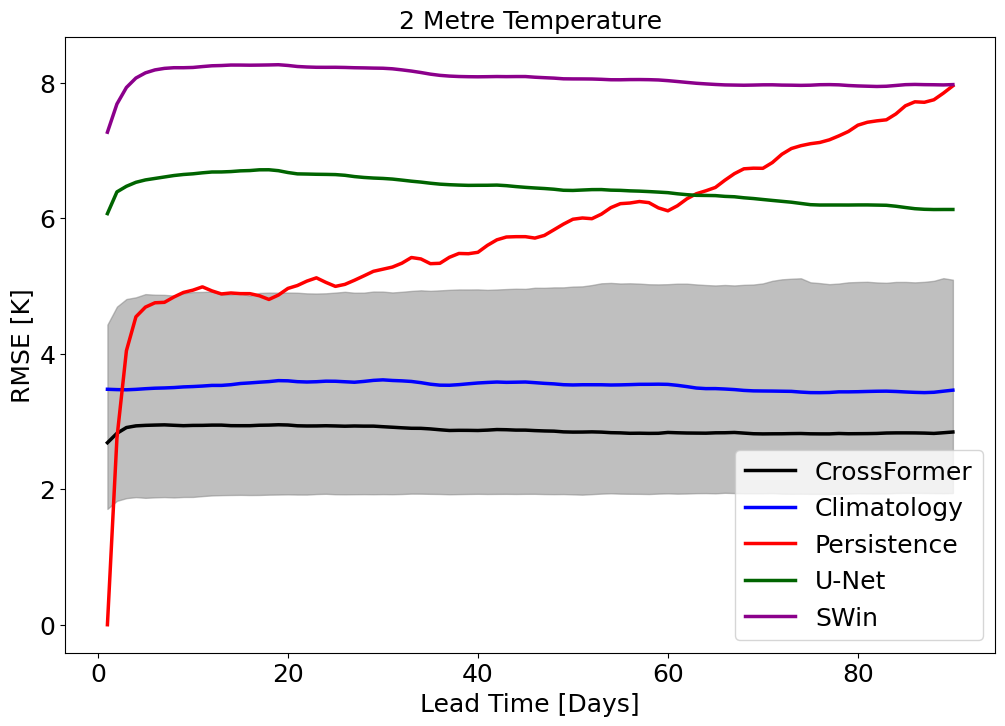 2 Metre Temperature
RMSE [K]
8
6
4
2
0
0 20 40 60 80
Lead Time [Days]
CrossFormer
Climatology
Persistence
U-Net
SWin